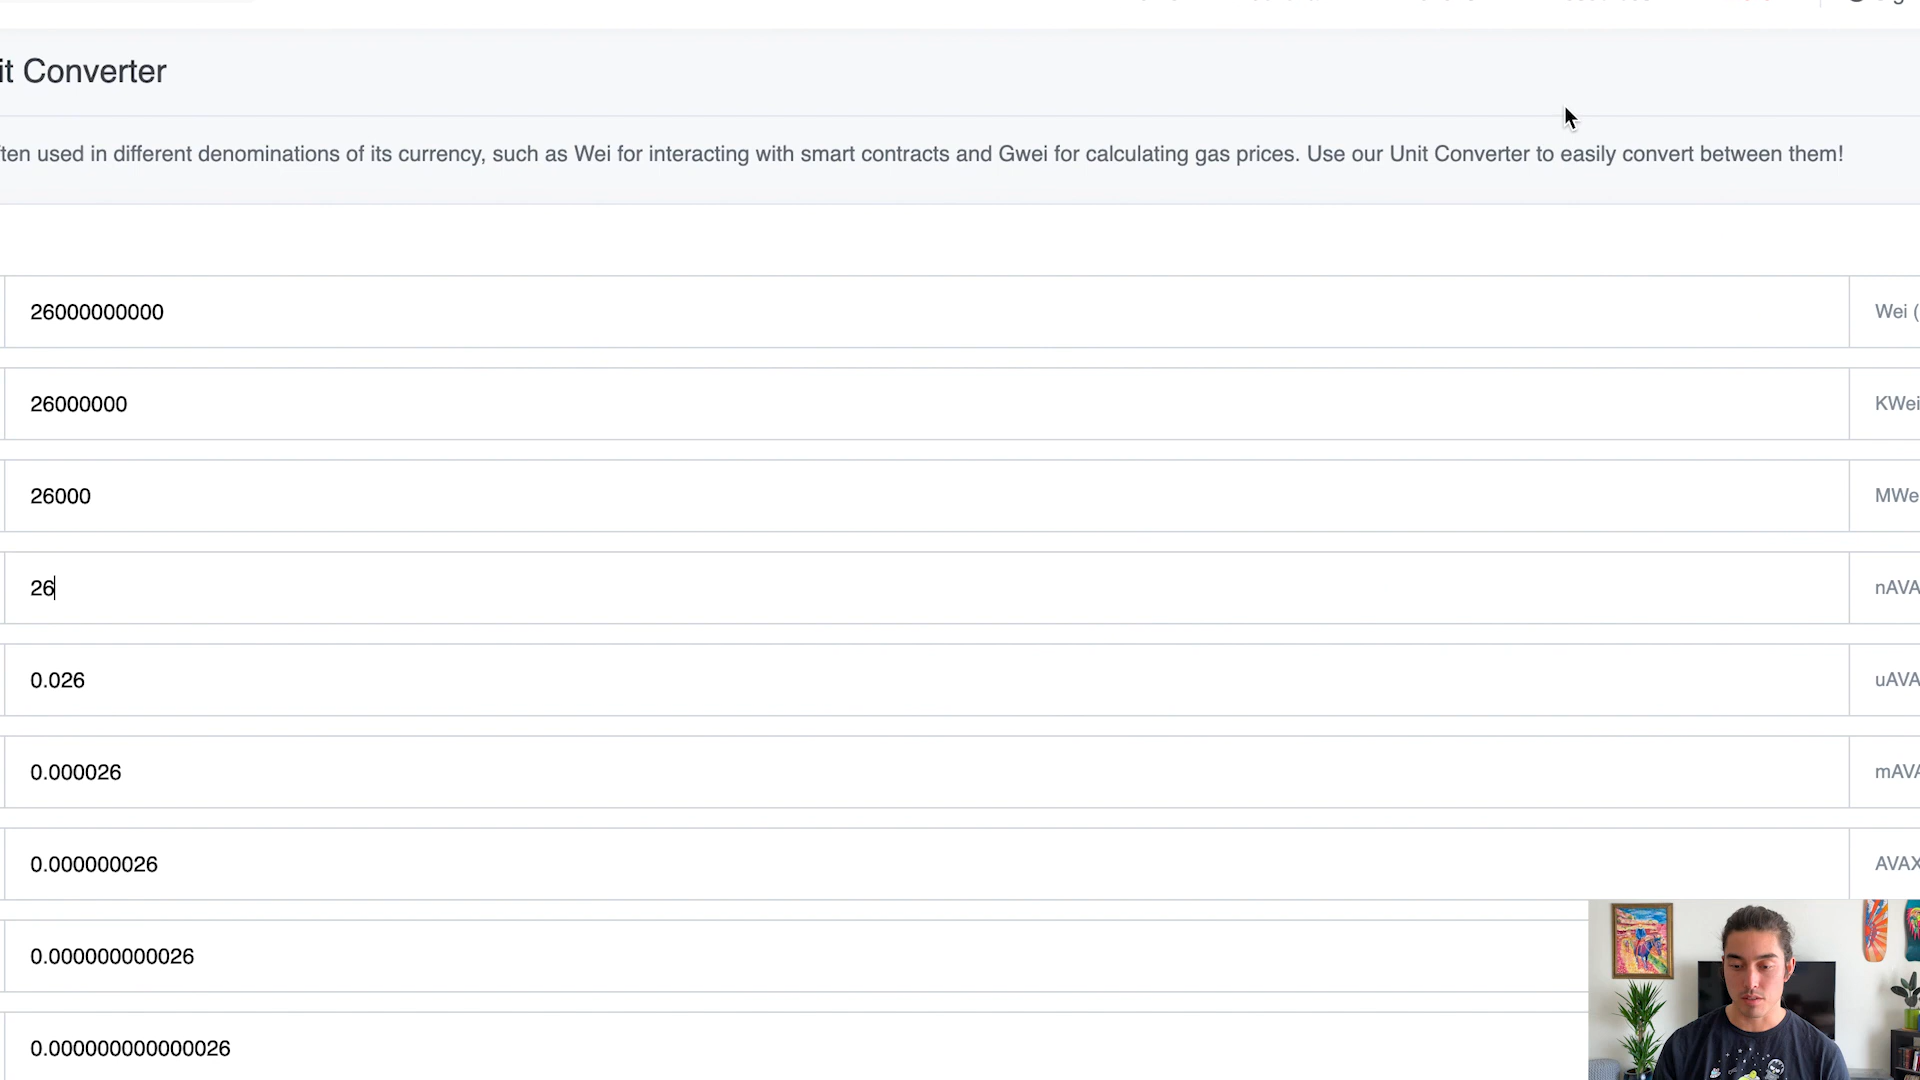 it Converter
ten used in different denominations of its currency, such as Wei for interacting with smart contracts and Gwei for calculating gas prices. Use our Unit Converter to easily convert between them!
26000000000
Wei (
26000000
KWei
26000
MWe
26
nAVA
0.026
uAVA
0.000026
mAVA
0.000000026
AVAX
0.000000000026
0.000000000000026